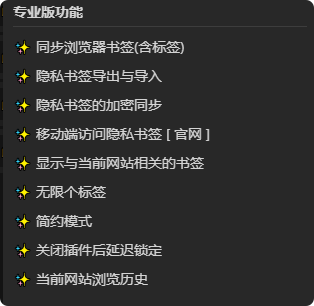 专业版功能
同步浏览器书签(含标签)
隐私书签导出与导入
隐私书签的加密同步
移动端访问隐私书签 [ 官网 ]
显示与当前网站相关的书签
无限个标签
简约模式
关闭插件后延迟锁定
当前网站浏览历史